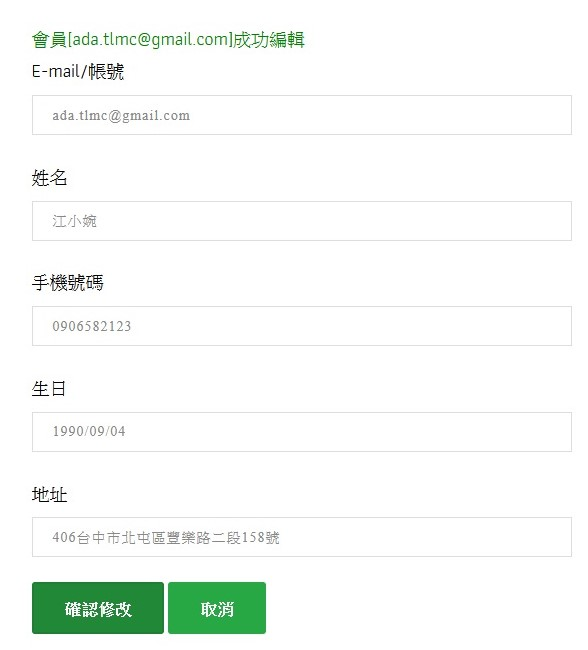 會員[ada.tlmc@gmail.com]成功編輯
E-mail/帳號
ada.tlmc@gmail.com
姓名
江小婉
手機號碼
0906582123
生日
1990/09/04
地址
406台中市北屯區豐樂路二段158號
確認修改 取消